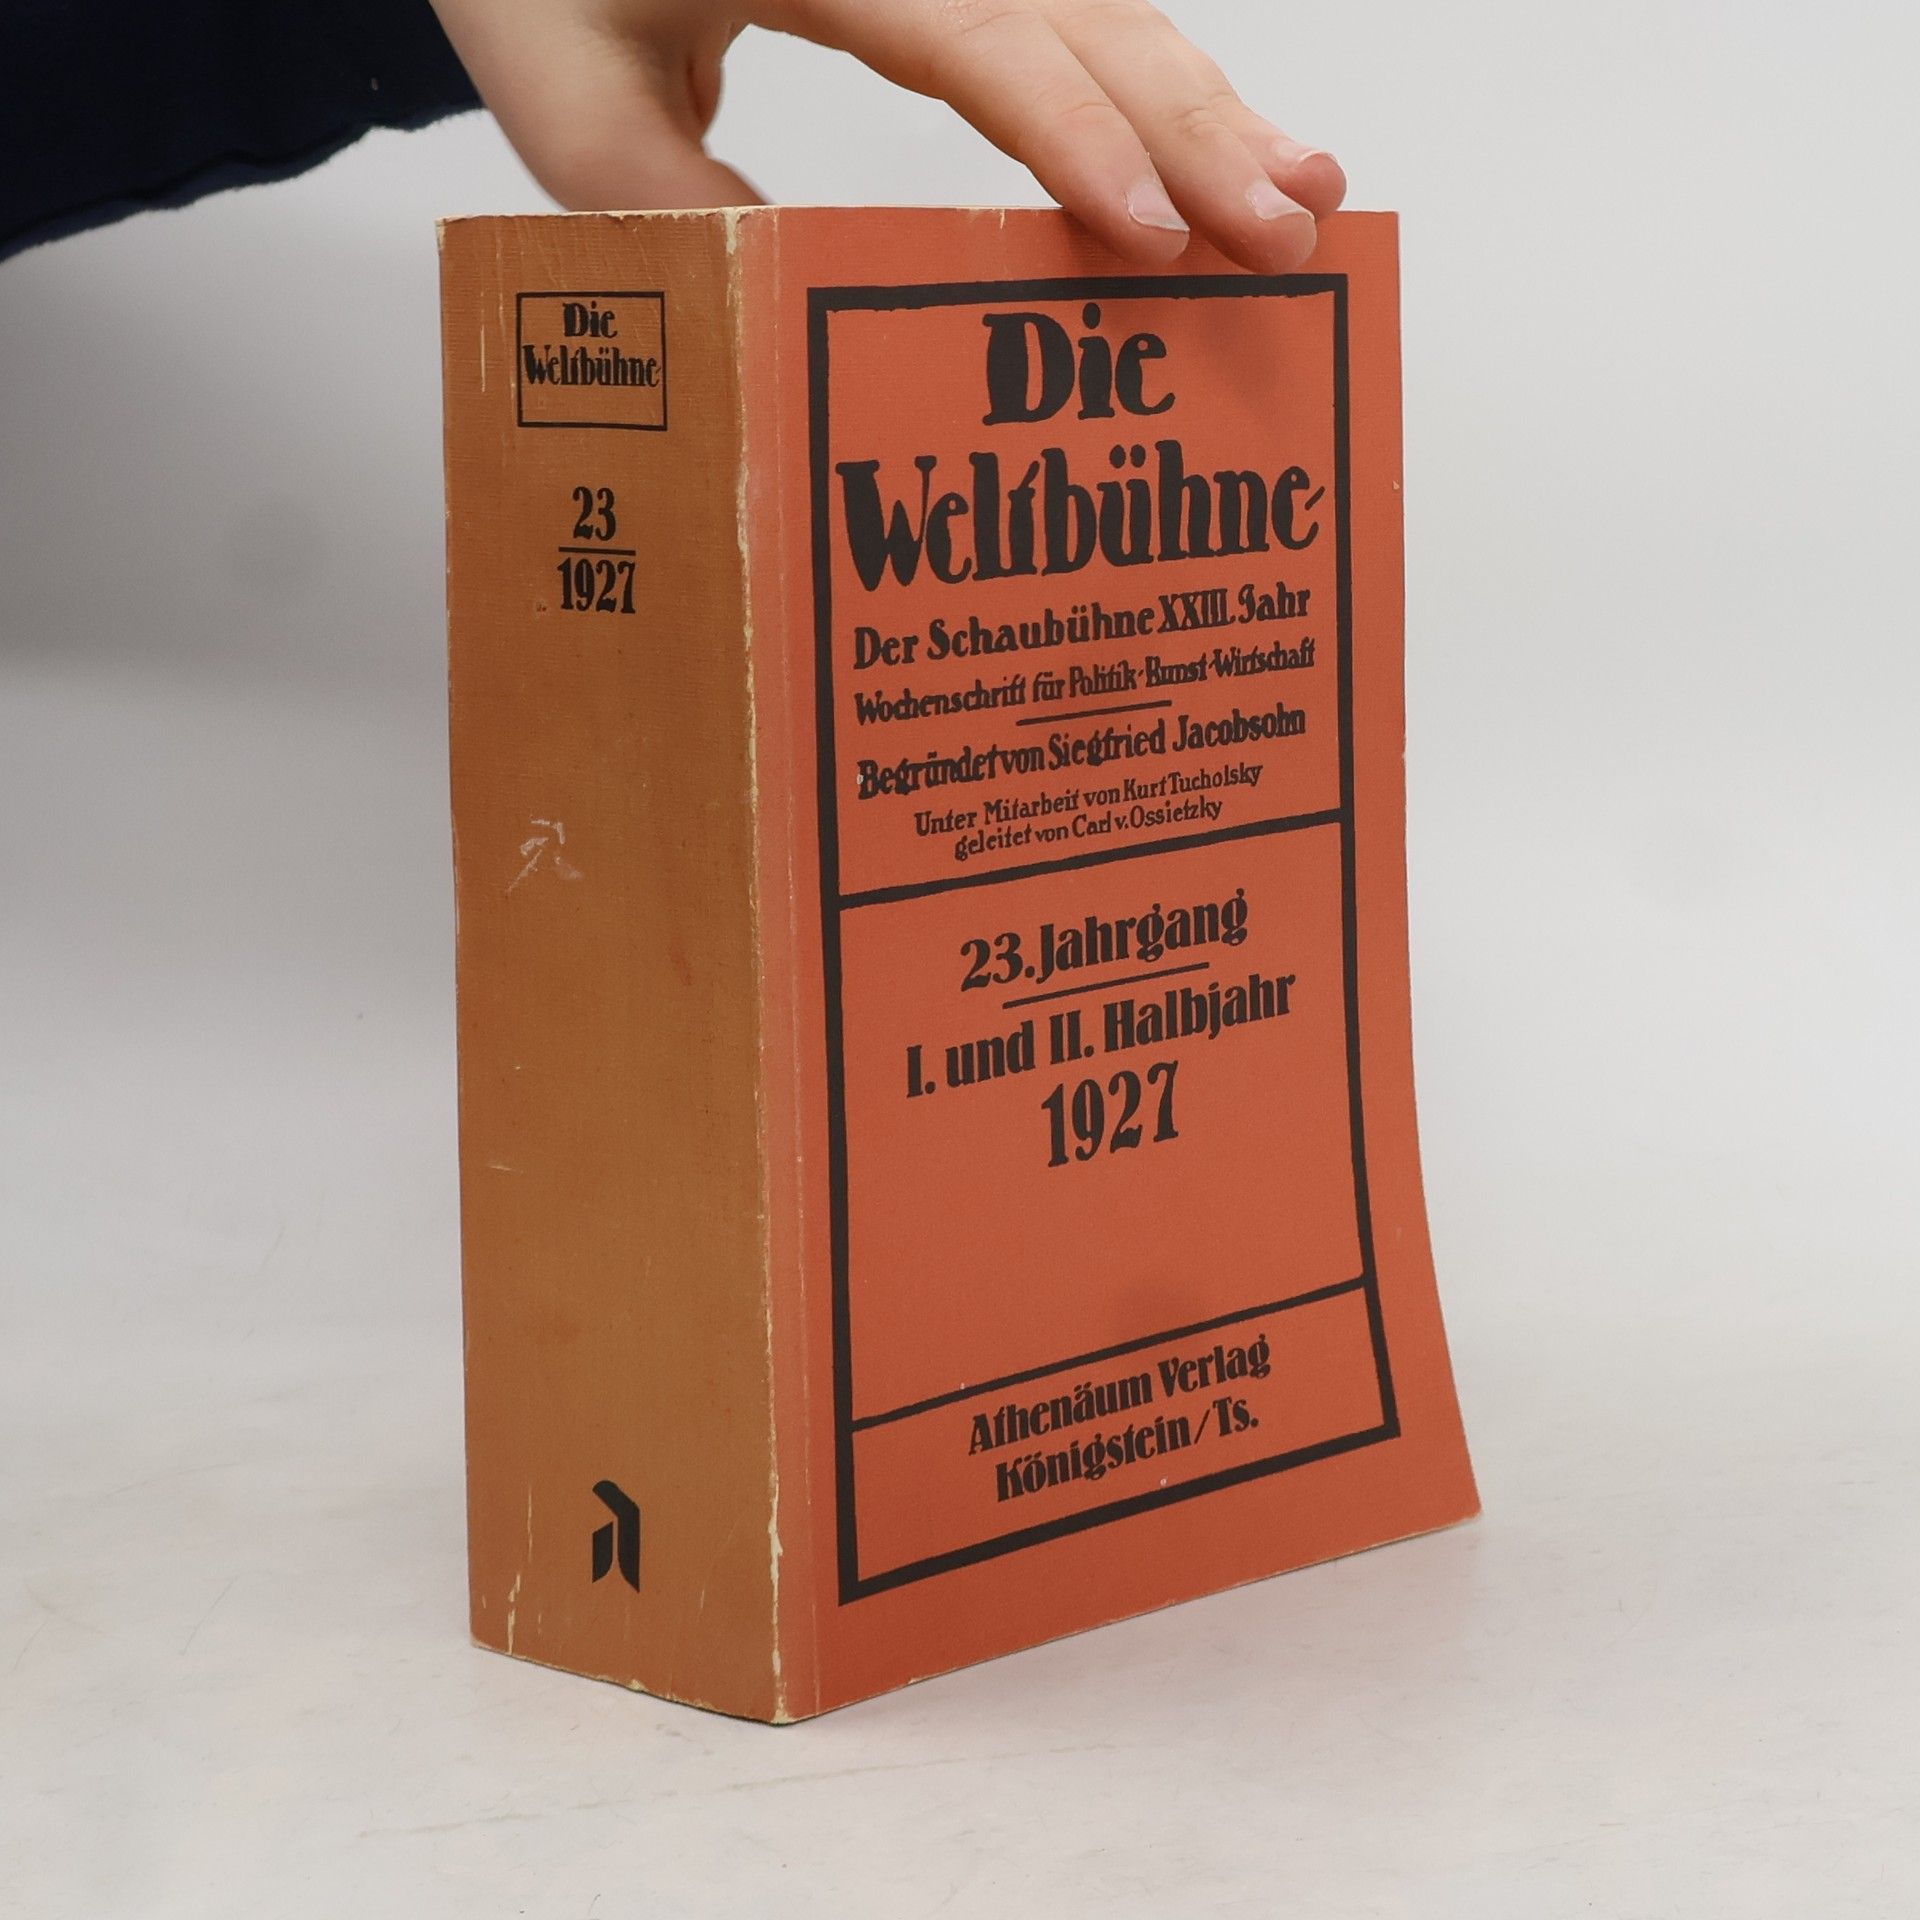 Die
Weltbühne
23
1927
Die
Weltbühne
Der Schaubühne XXIII. Jahr
Wochenschrift für Politik-Kunst-Wirtschaft
Begründet von Siegfried Jacobsohn
Unter Mitarbeit von Kurt Tucholsky
geleitet von Carl v. Ossietzky
23. Jahrgang
I. und II. Halbjahr
1927
Athenäum Verlag
Königstein/Ts.